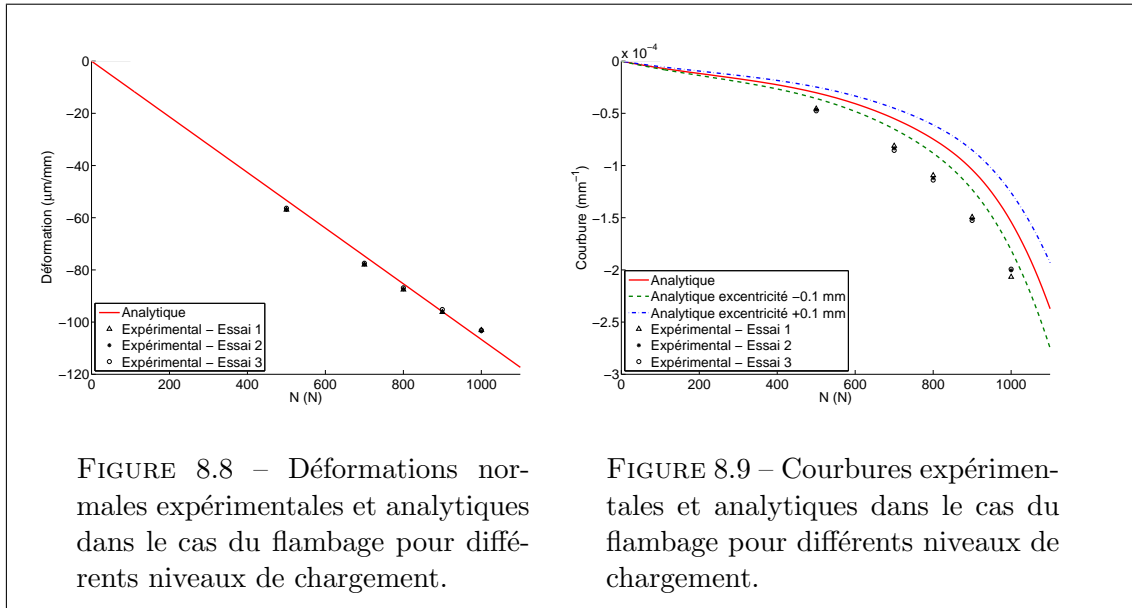 0
−20
−40
−60
−80
−100
−120
0
200
400
600
800
1000
Déformation (μm/mm)
N (N)
Analytique
Expérimental − Essai 1
Expérimental − Essai 2
Expérimental − Essai 3
x 10⁻⁴
0
−0.5
−1
−1.5
−2
−2.5
−3
0
200
400
600
800
1000
Courbure (mm⁻¹)
N (N)
Analytique
Analytique excentricité −0.1 mm
Analytique excentricité +0.1 mm
Expérimental − Essai 1
Expérimental − Essai 2
Expérimental − Essai 3
FIGURE 8.8 – Déformations nor-
males expérimentales et analytiques
dans le cas du flambage pour diffé-
rents niveaux de chargement.
FIGURE 8.9 – Courbures expérimen-
tales et analytiques dans le cas du
flambage pour différents niveaux de
chargement.